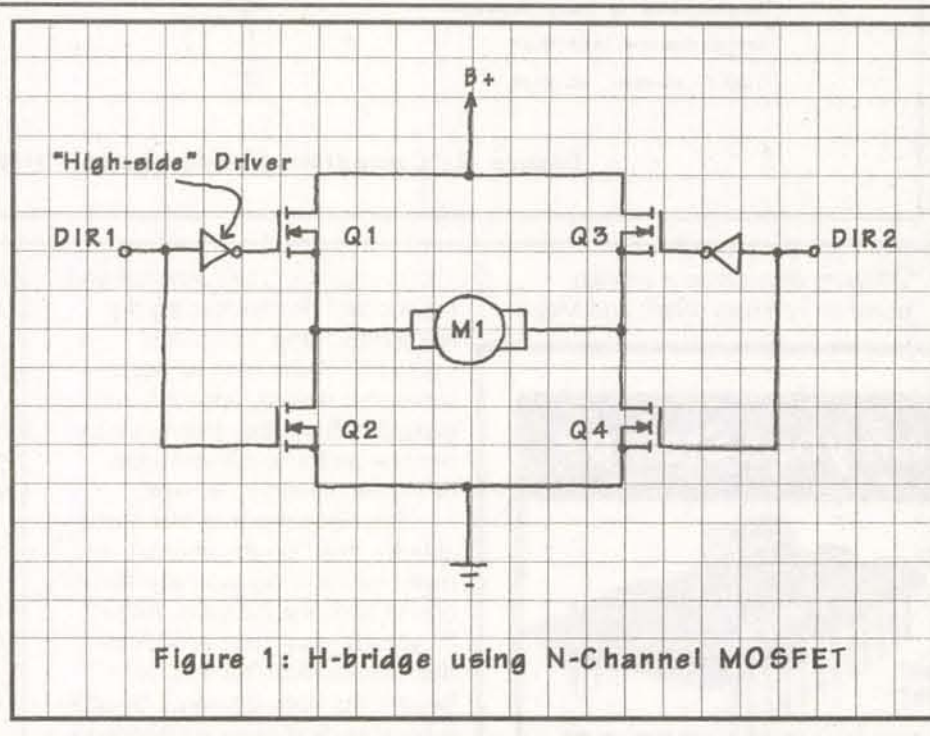 B+
"High-side" Driver
DIR1
Q1
Q3
DIR2
M1
Q2
Q4
Figure 1: H-bridge using N-Channel MOSFET